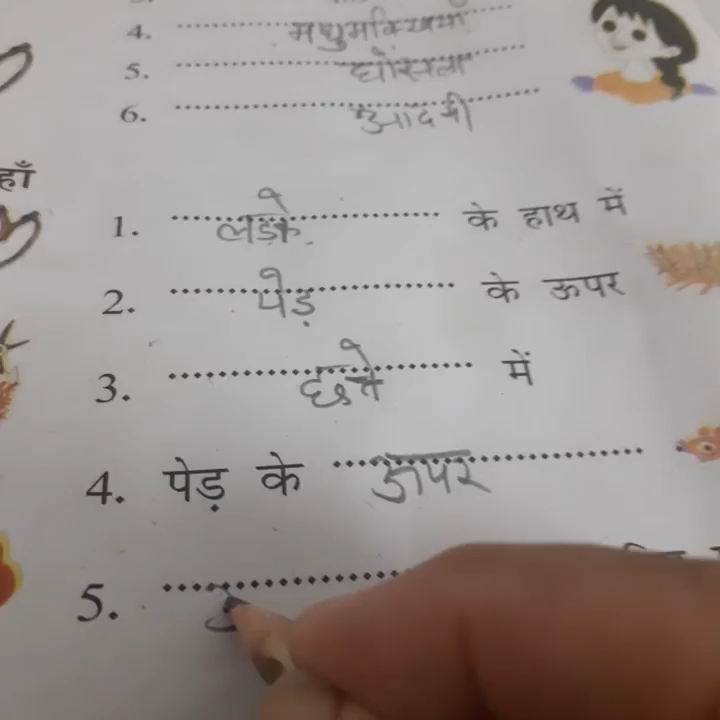 4. मधुमक्खियाँ
5. घोंसला
6. आदमी
हाँ
1. लड़के के हाथ में
2. पेड़ के ऊपर
3. छत्ते में
4. पेड़ के ऊपर
5.